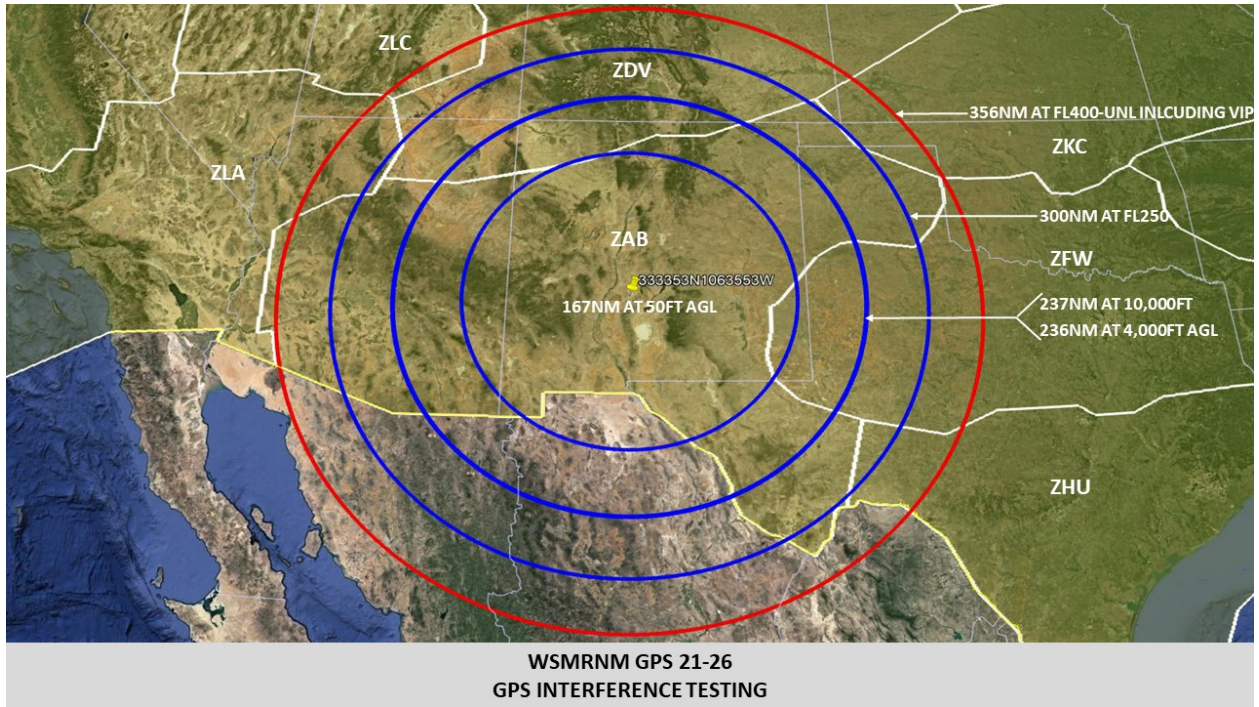 ZLC
ZDV
356NM AT FL400-UNL INLCUDING VIP
ZKC
ZLA
300NM AT FL250
ZAB
ZFW
333353N1063553W
167NM AT 50FT AGL
237NM AT 10,000FT
236NM AT 4,000FT AGL
ZHU
WSMRNM GPS 21-26
GPS INTERFERENCE TESTING